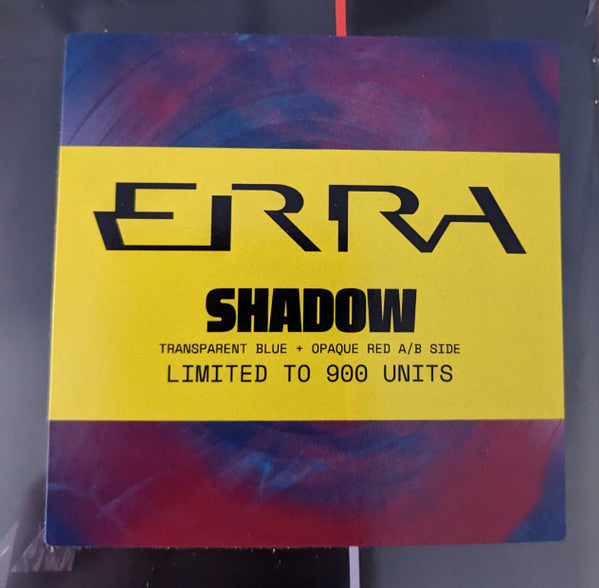 ERRA
SHADOW
TRANSPARENT BLUE + OPAQUE RED A/B SIDE
LIMITED TO 900 UNITS